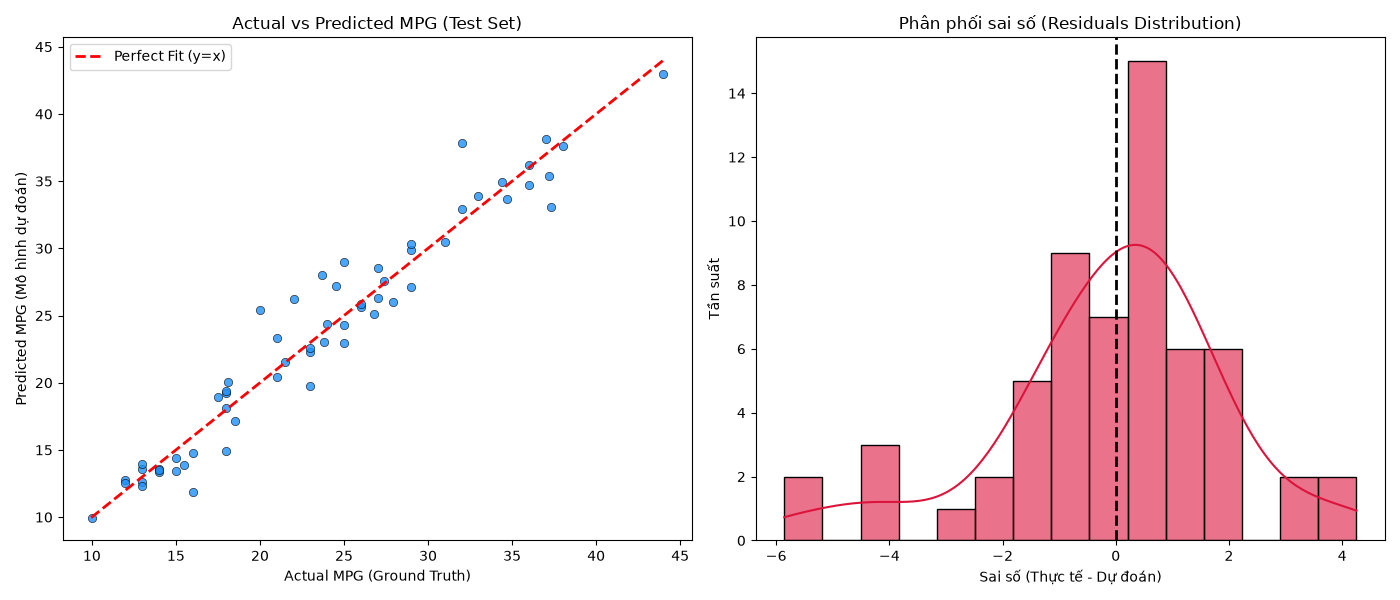 Actual vs Predicted MPG (Test Set)
Perfect Fit (y=x)
45
40
35
30
25
20
15
10
Predicted MPG (Mô hình dự đoán)
10 15 20 25 30 35 40 45
Actual MPG (Ground Truth)
Phân phối sai số (Residuals Distribution)
14
12
10
8
6
4
2
0
Tần suất
−6 −4 −2 0 2 4
Sai số (Thực tế - Dự đoán)